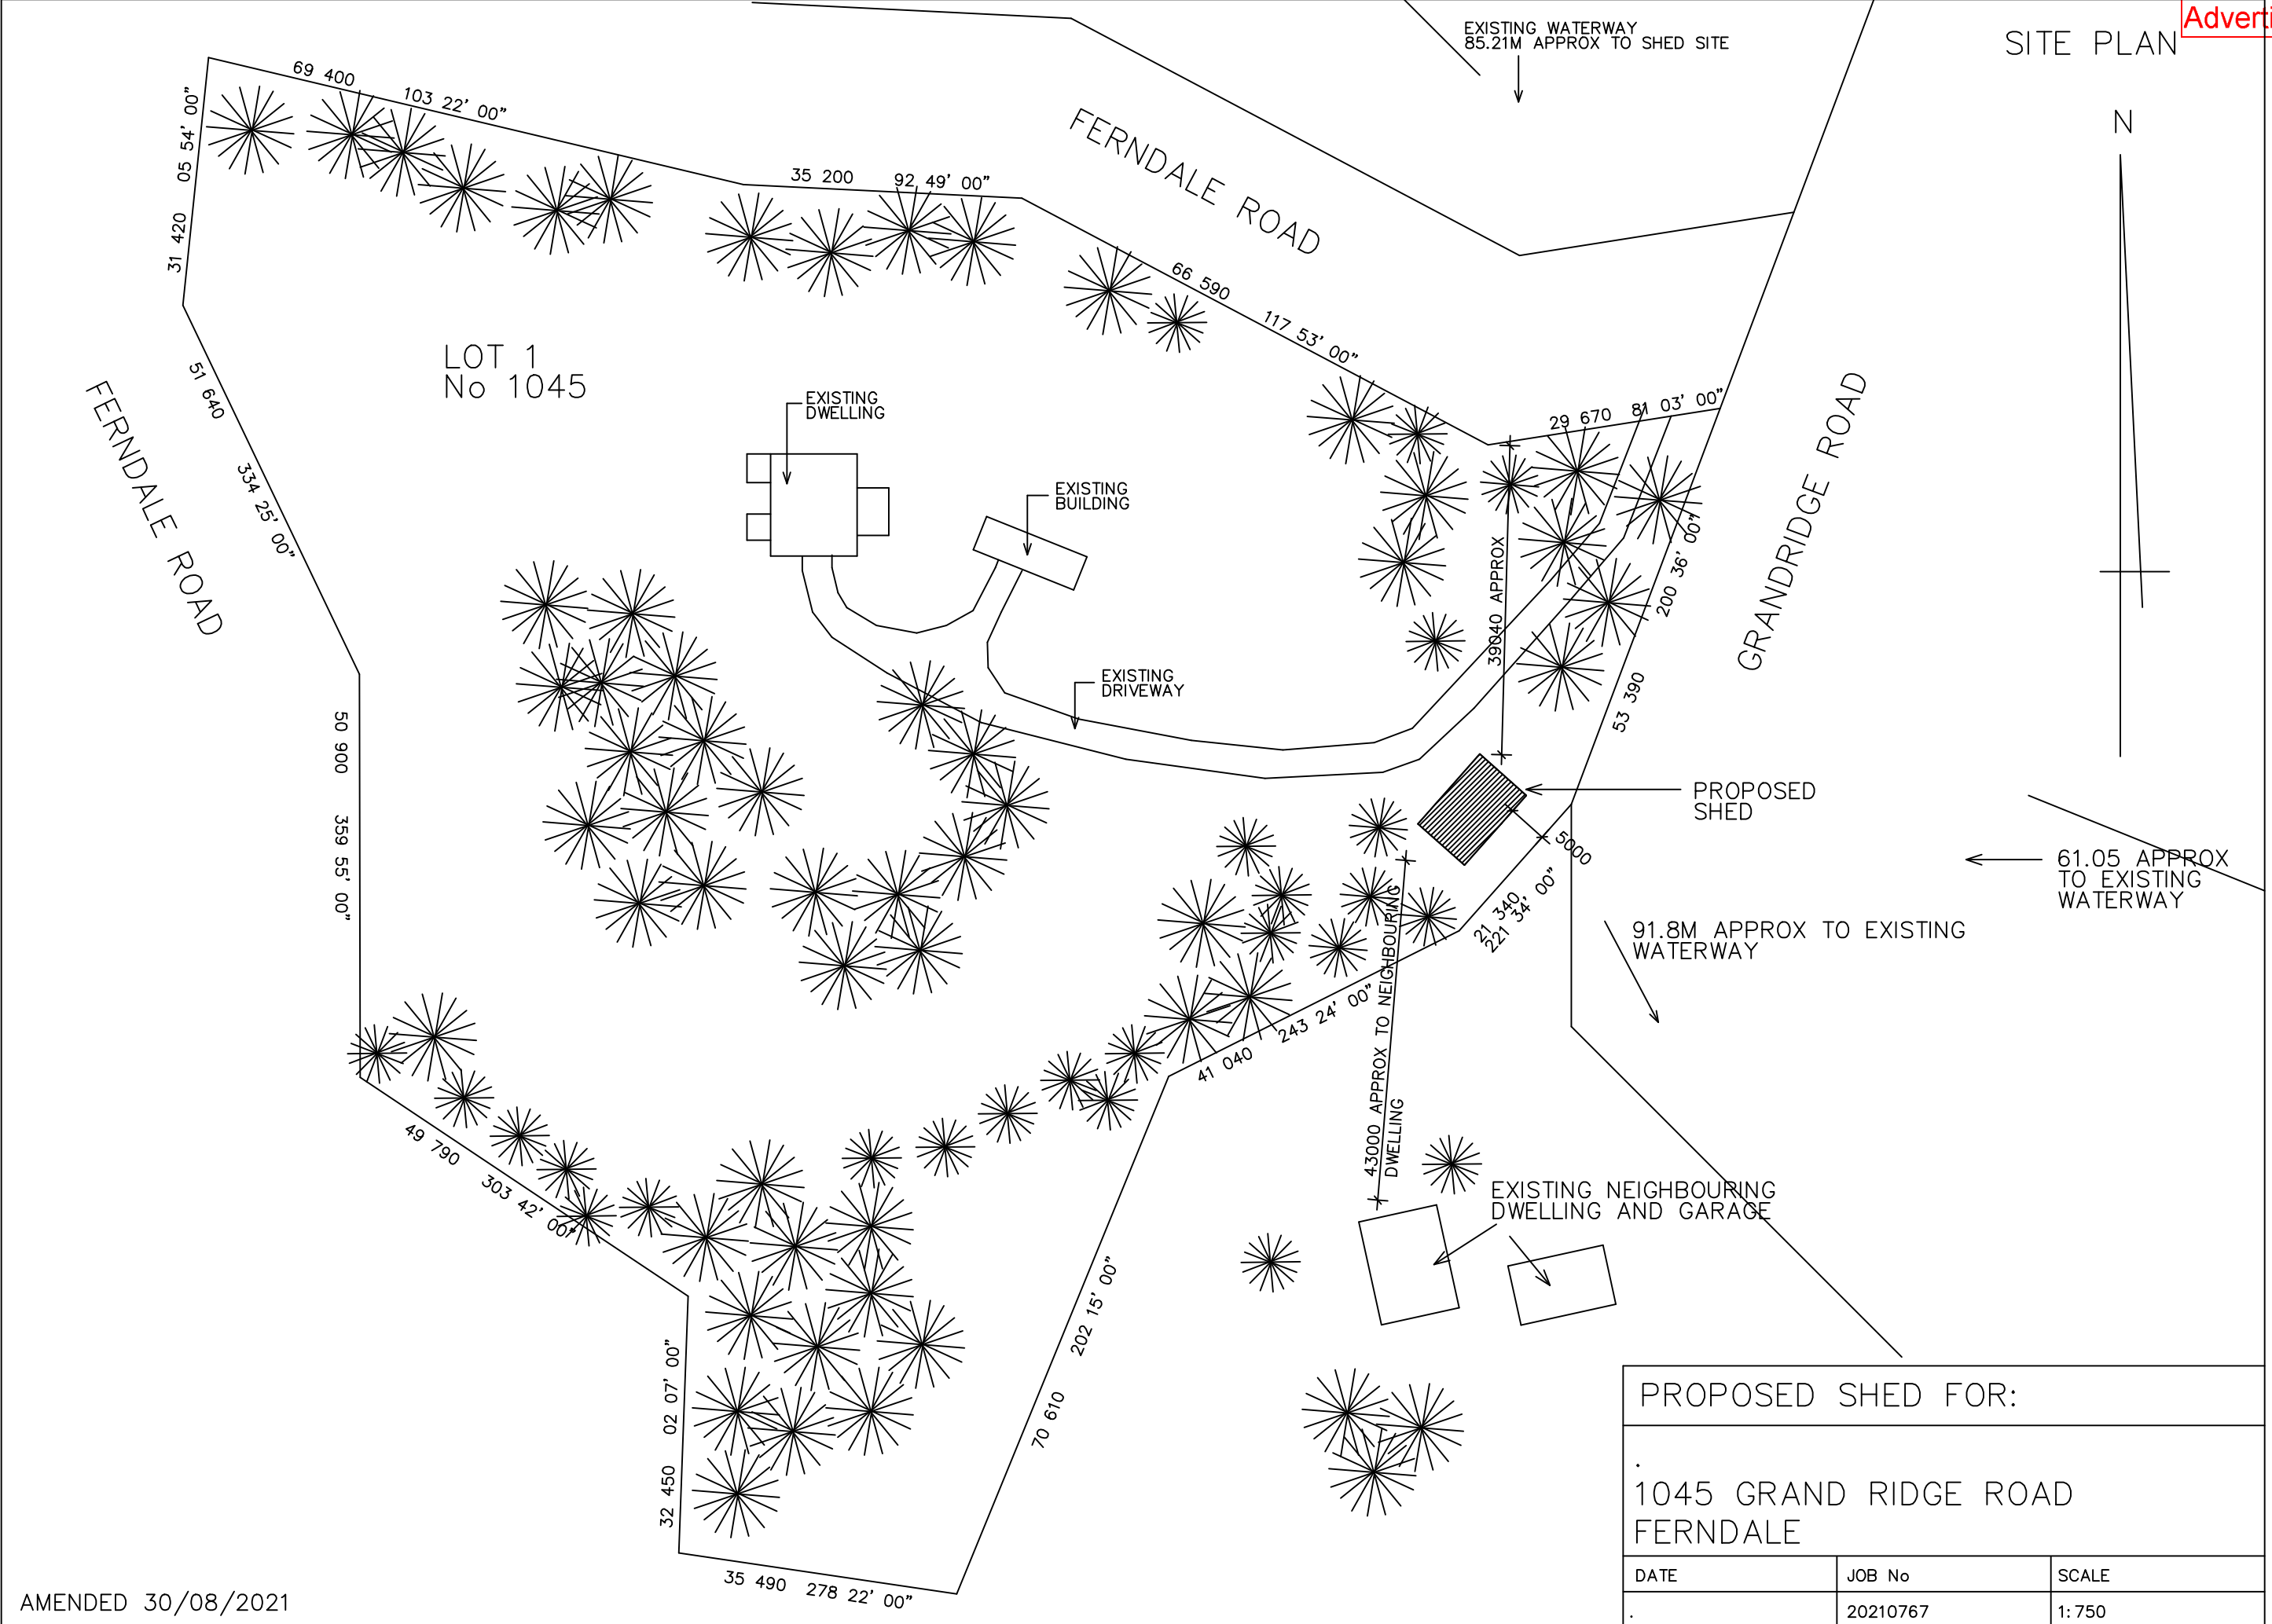 EXISTING WATERWAY
85.21M APPROX TO SHED SITE
SITE PLAN
N
69 400 103 22' 00"
05 54' 00"
31 420
35 200 92 49' 00"
FERNDALE ROAD
66 590 117 53' 00"
LOT 1
No 1045
51 640 334 25' 00"
FERNDALE ROAD
EXISTING
DWELLING
EXISTING
BUILDING
29 670 81 03' 00"
GRANDRIDGE ROAD
39040 APPROX
200 36' 00"
53 390
EXISTING
DRIVEWAY
50 900 359 55' 00"
PROPOSED
SHED
5000
61.05 APPROX
TO EXISTING
WATERWAY
21 340
221 34' 00"
91.8M APPROX TO EXISTING
WATERWAY
41 040 243 24' 00"
43000 APPROX TO NEIGHBOURING
DWELLING
49 790 303 42' 00"
EXISTING NEIGHBOURING
DWELLING AND GARAGE
70 610 202 15' 00"
32 450 02 07' 00"
35 490 278 22' 00"
PROPOSED SHED FOR:
.
1045 GRAND RIDGE ROAD
FERNDALE
DATE JOB No SCALE
. 20210767 1:750
AMENDED 30/08/2021